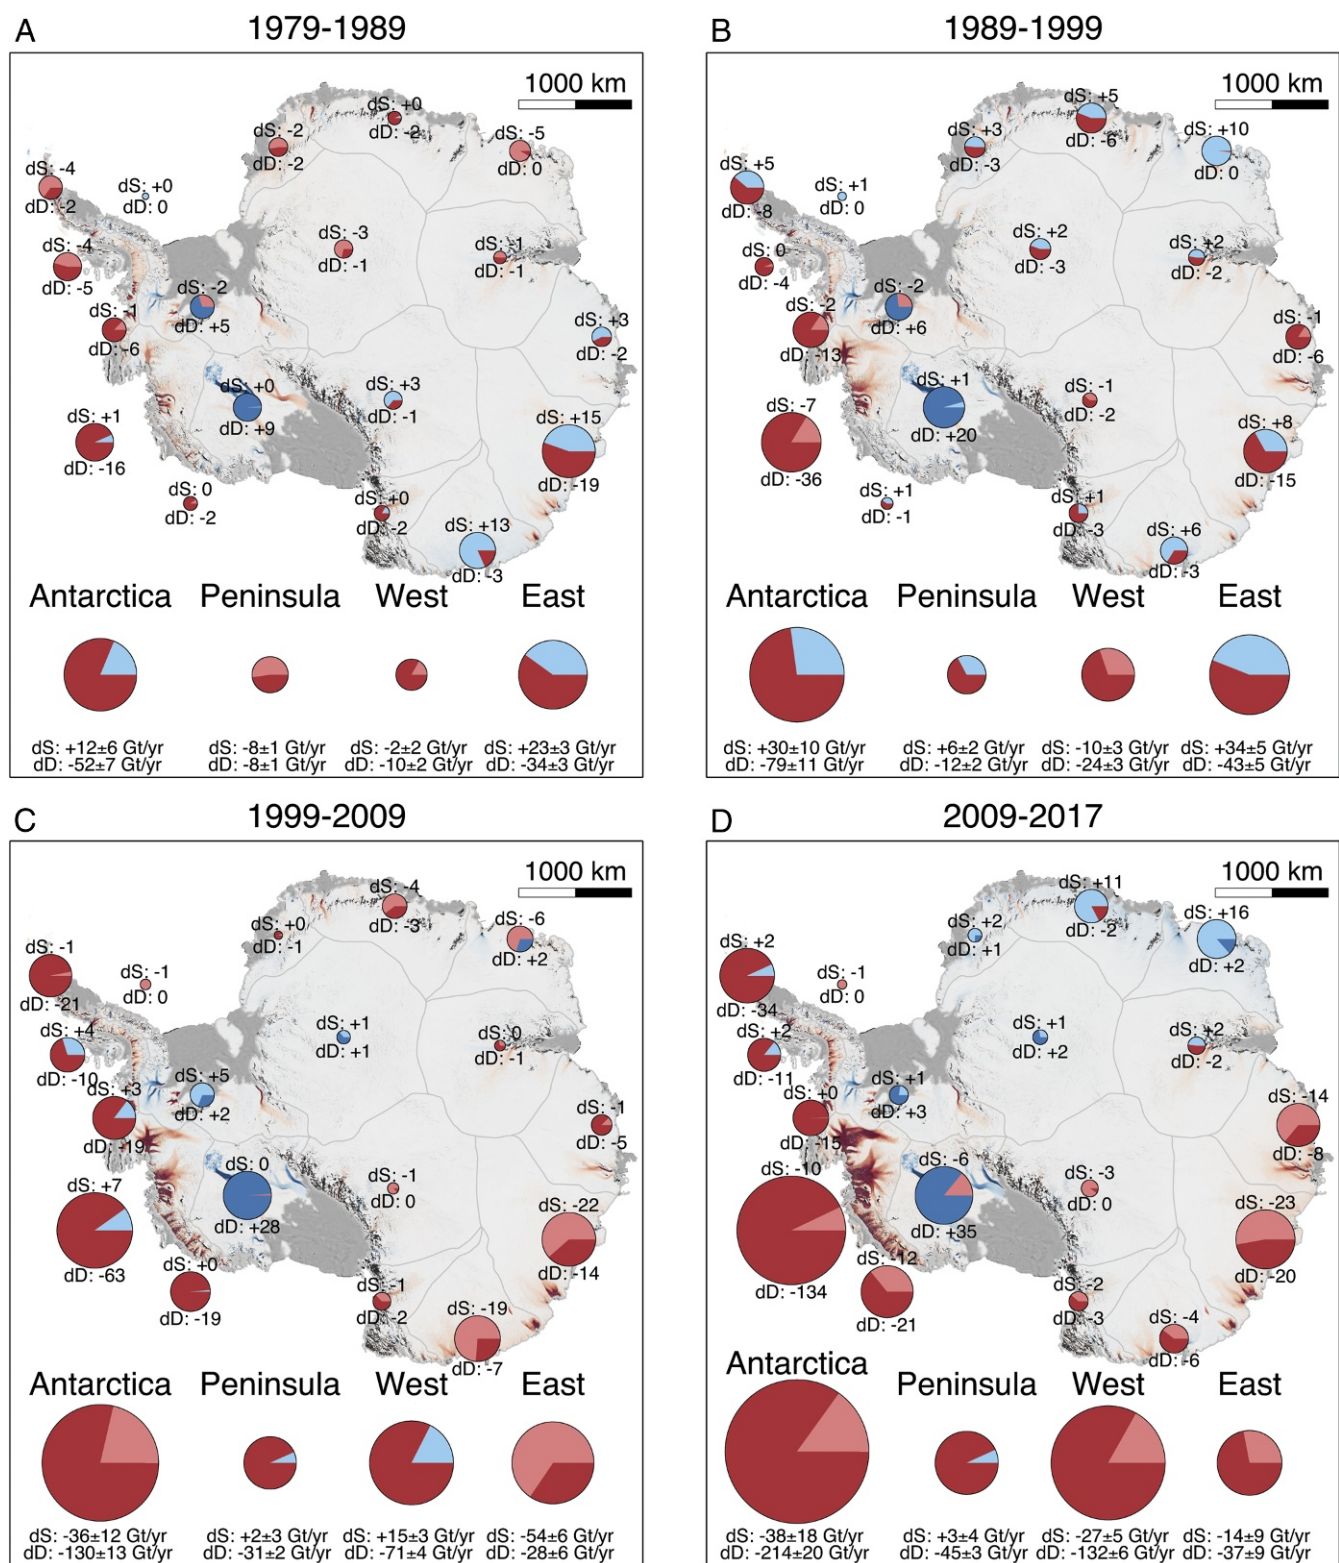 A
1979-1989
1000 km
dS: +0
dD: -2
dS: -2
dD: -2
dS: -5
dD: 0
dS: -4
dD: -2
dS: +0
dD: 0
dS: -3
dD: -1
dS: -1
dD: -1
dS: -4
dD: -5
dS: -2
dD: +5
dS: -1
dD: -6
dS: +3
dD: -2
dS: +0
dD: +9
dS: +3
dD: -1
dS: +1
dD: -16
dS: +15
dD: -19
dS: 0
dD: -2
dS: +0
dD: -2
dS: +13
dD: -3
Antarctica Peninsula West East
dS: +12±6 Gt/yr dS: -8±1 Gt/yr dS: -2±2 Gt/yr dS: +23±3 Gt/yr
dD: -52±7 Gt/yr dD: -8±1 Gt/yr dD: -10±2 Gt/yr dD: -34±3 Gt/yr
B
1989-1999
1000 km
dS: +5
dD: -6
dS: +3
dD: -3
dS: +10
dD: 0
dS: +5
dD: -8
dS: +1
dD: 0
dS: +2
dD: -3
dS: +2
dD: -2
dS: 0
dD: -4
dS: -2
dD: +6
dS: -2
dD: -13
dS: -1
dD: -6
dS: +1
dD: +20
dS: -1
dD: -2
dS: -7
dD: -36
dS: +8
dD: -15
dS: +1
dD: -1
dS: +1
dD: -3
dS: +6
dD: -3
Antarctica Peninsula West East
dS: +30±10 Gt/yr dS: +6±2 Gt/yr dS: -10±3 Gt/yr dS: +34±5 Gt/yr
dD: -79±11 Gt/yr dD: -12±2 Gt/yr dD: -24±3 Gt/yr dD: -43±5 Gt/yr
C
1999-2009
1000 km
dS: -4
dD: -3
dS: +0
dD: -1
dS: -6
dD: +2
dS: -1
dD: -21
dS: -1
dD: 0
dS: +1
dD: +1
dS: 0
dD: -1
dS: +4
dD: -10
dS: +5
dD: +2
dS: +3
dD: -19
dS: -1
dD: -5
dS: 0
dD: +28
dS: -1
dD: 0
dS: +7
dD: -63
dS: -22
dD: -14
dS: +0
dD: -19
dS: -1
dD: -2
dS: -19
dD: -7
Antarctica Peninsula West East
dS: -36±12 Gt/yr dS: +2±3 Gt/yr dS: +15±3 Gt/yr dS: -54±6 Gt/yr
dD: -130±13 Gt/yr dD: -31±2 Gt/yr dD: -71±4 Gt/yr dD: -28±6 Gt/yr
D
2009-2017
1000 km
dS: +11
dD: -2
dS: +2
dD: +1
dS: +16
dD: +2
dS: +2
dD: -34
dS: -1
dD: 0
dS: +1
dD: +2
dS: +2
dD: -2
dS: +2
dD: -11
dS: +1
dD: +3
dS: +0
dD: -15
dS: -14
dD: -8
dS: -6
dD: +35
dS: -3
dD: 0
dS: -10
dD: -134
dS: -23
dD: -20
dS: -12
dD: -21
dS: -2
dD: -3
dS: -4
dD: -6
Antarctica Peninsula West East
dS: -38±18 Gt/yr dS: +3±4 Gt/yr dS: -27±5 Gt/yr dS: -14±9 Gt/yr
dD: -214±20 Gt/yr dD: -45±3 Gt/yr dD: -132±6 Gt/yr dD: -37±9 Gt/yr